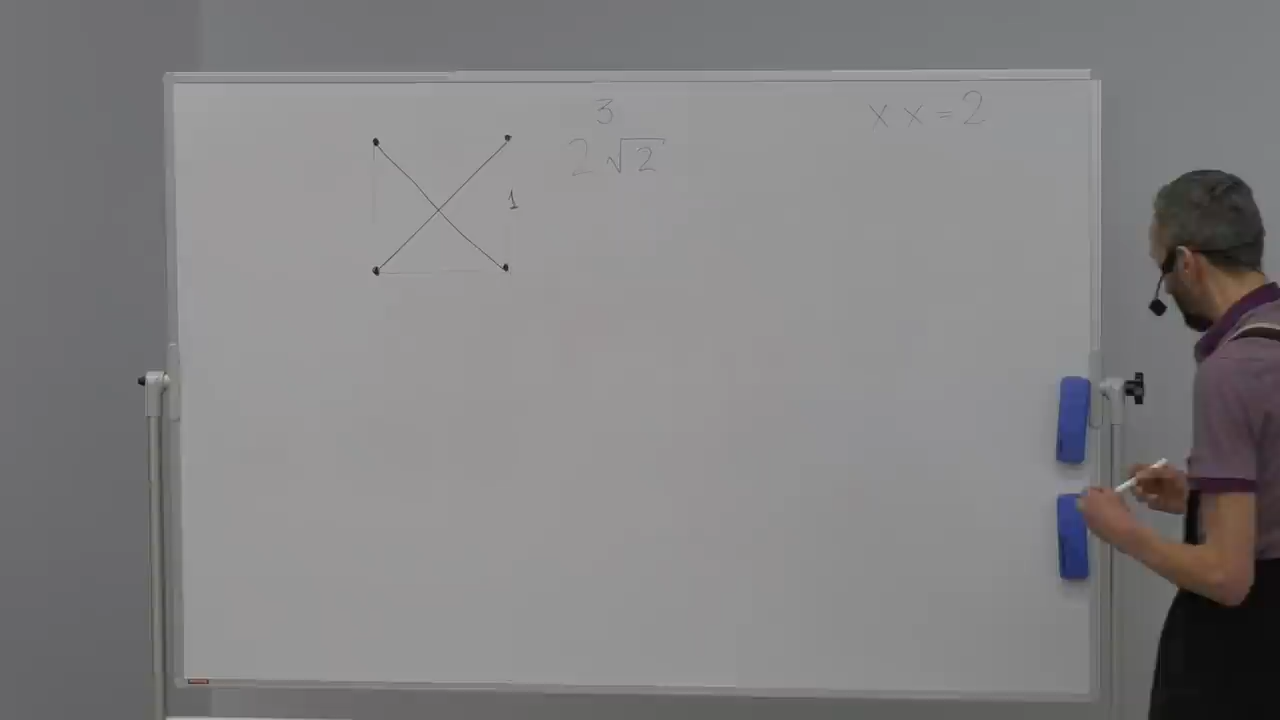 3
2 √2
1
x x = 2